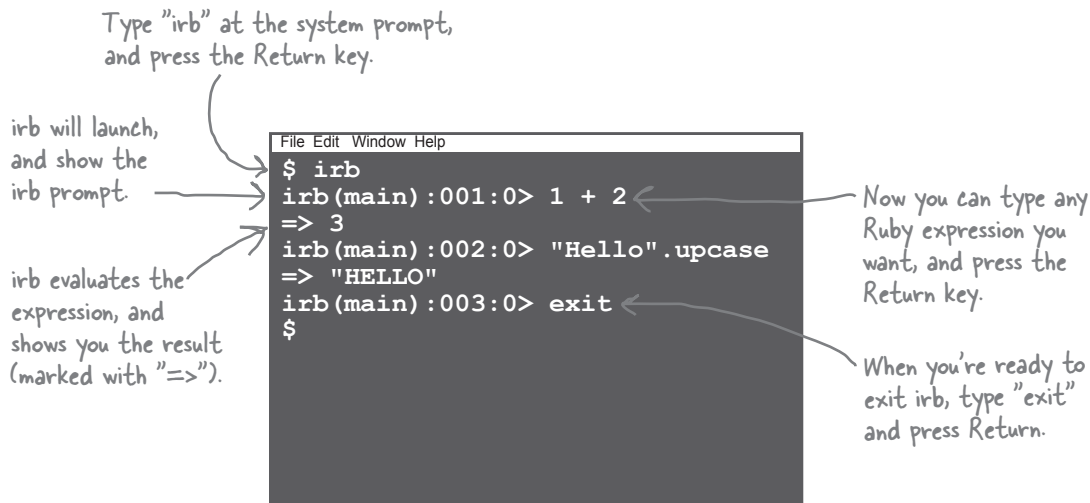 Type "irb" at the system prompt,
and press the Return key.
irb will launch,
and show the
irb prompt.
irb evaluates the
expression, and
shows you the result
(marked with "=>").
File Edit Window Help
$ irb
irb(main):001:0> 1 + 2
=> 3
irb(main):002:0> "Hello".upcase
=> "HELLO"
irb(main):003:0> exit
$
Now you can type any
Ruby expression you
want, and press the
Return key.
When you're ready to
exit irb, type "exit"
and press Return.